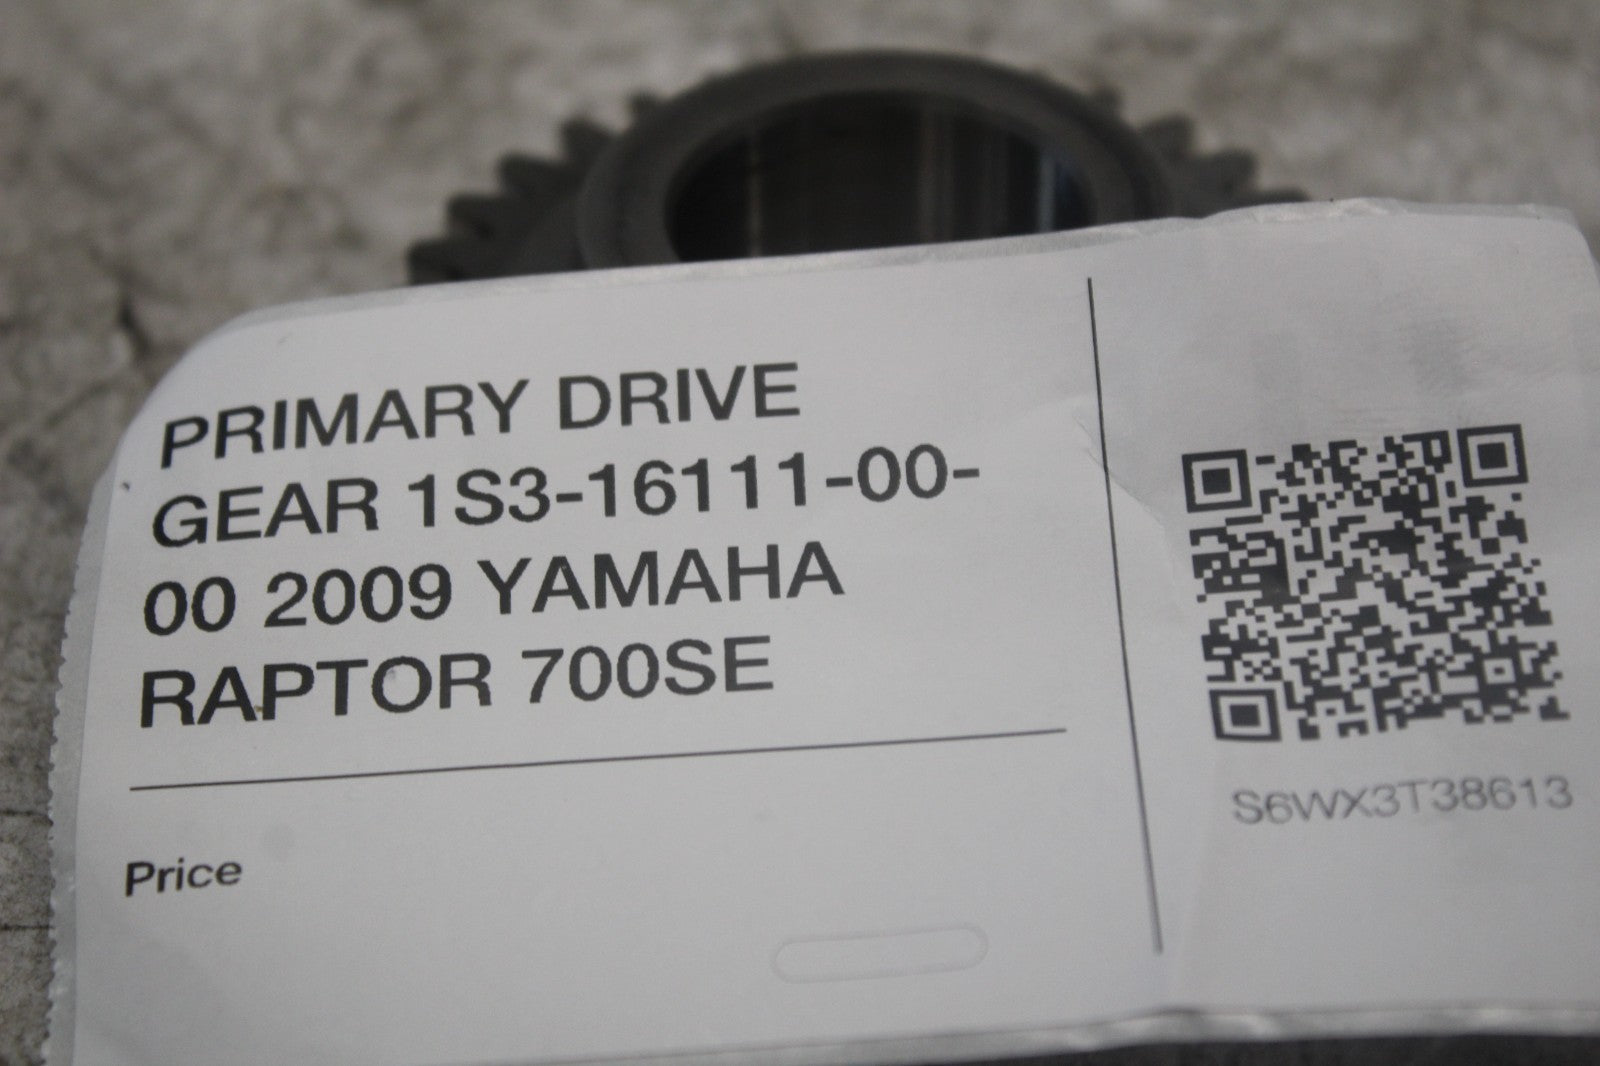 PRIMARY DRIVE
GEAR 1S3-16111-00-
00 2009 YAMAHA
RAPTOR 700SE
Price
S6WX3T38613